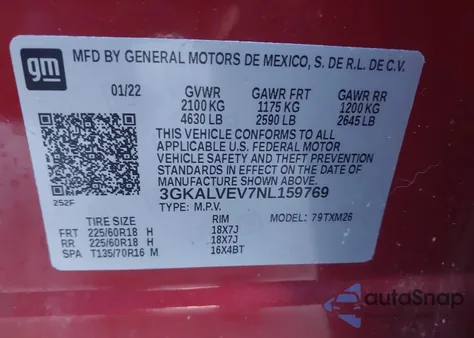 gm
MFD BY GENERAL MOTORS DE MEXICO, S. DE R.L. DE C.V.
01/22 GVWR GAWR FRT GAWR RR
2100 KG 1175 KG 1200 KG
4630 LB 2590 LB 2645 LB
THIS VEHICLE CONFORMS TO ALL
APPLICABLE U.S. FEDERAL MOTOR
VEHICLE SAFETY AND THEFT PREVENTION
STANDARDS IN EFFECT ON THE DATE OF
MANUFACTURE SHOWN ABOVE.
252F
3GKALVEV7NL159769
TYPE: M.P.V. MODEL: 79TXM26
TIRE SIZE RIM
FRT 225/60R18 H 18X7J
RR 225/60R18 H 18X7J
SPA T135/70R16 M 16X4BT
autoSnap